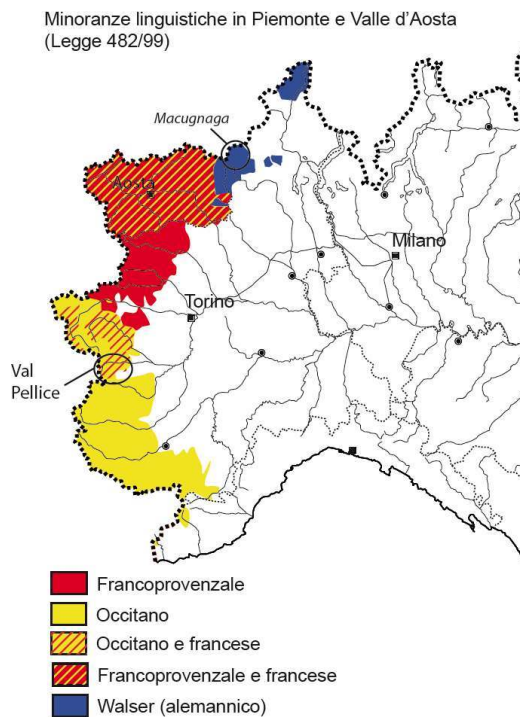 Minoranze linguistiche in Piemonte e Valle d'Aosta
(Legge 482/99)
Macugnaga
Aosta
Milano
Torino
Val
Pellice
Francoprovenzale
Occitano
Occitano e francese
Francoprovenzale e francese
Walser (alemannico)